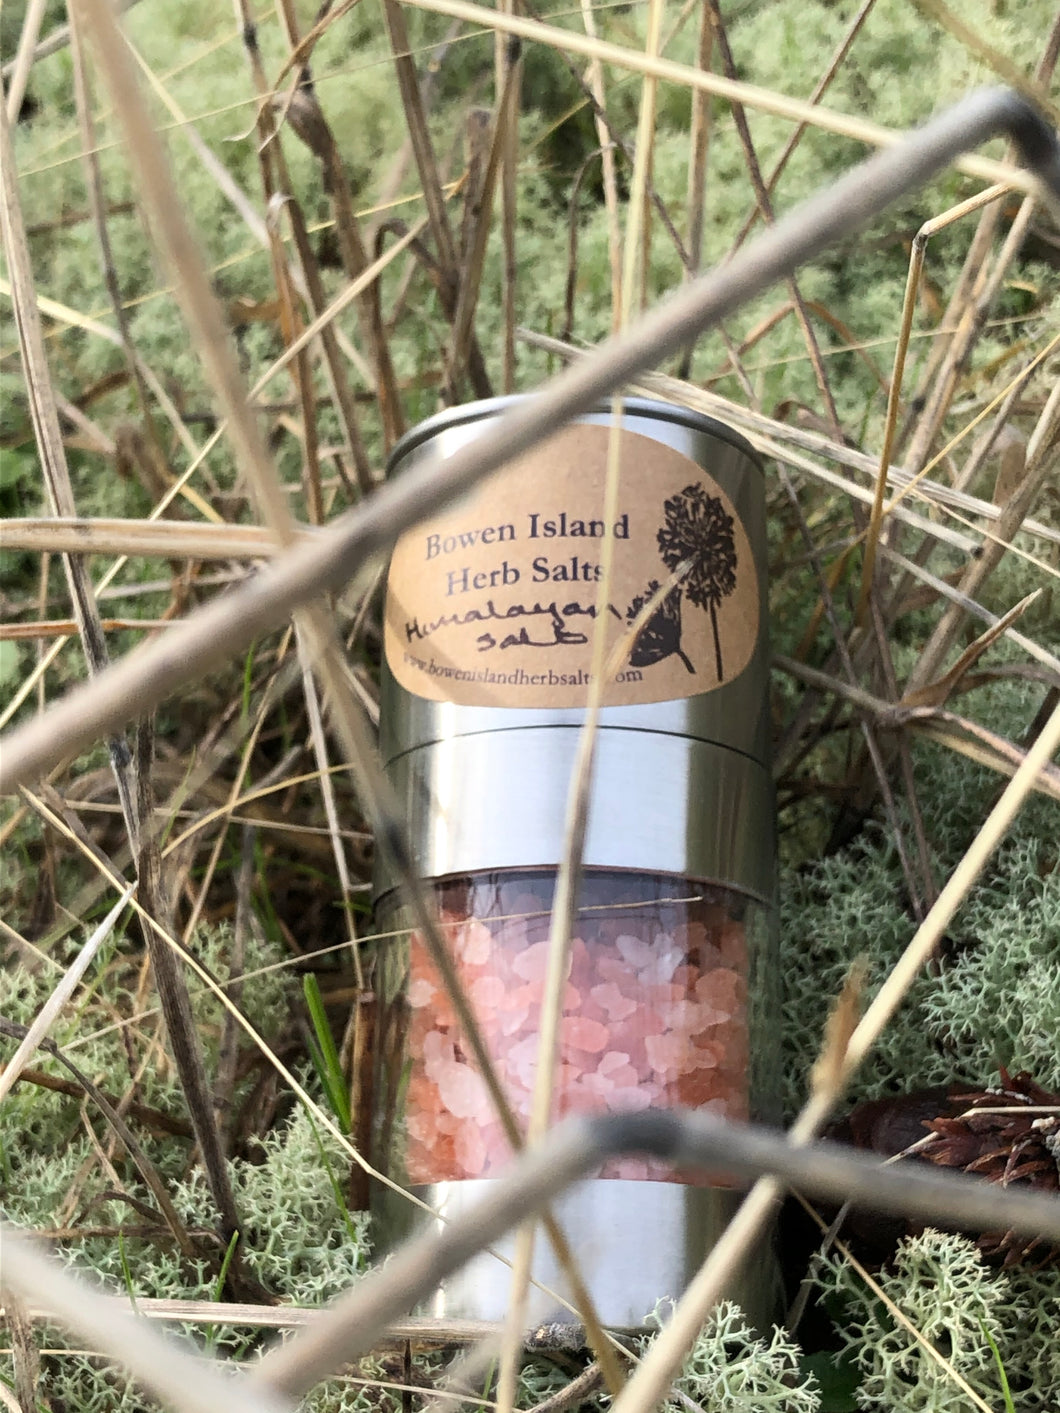 Bowen Island
Herb Salts
Himalayan
Salt
www.bowenislandherbsalts.com